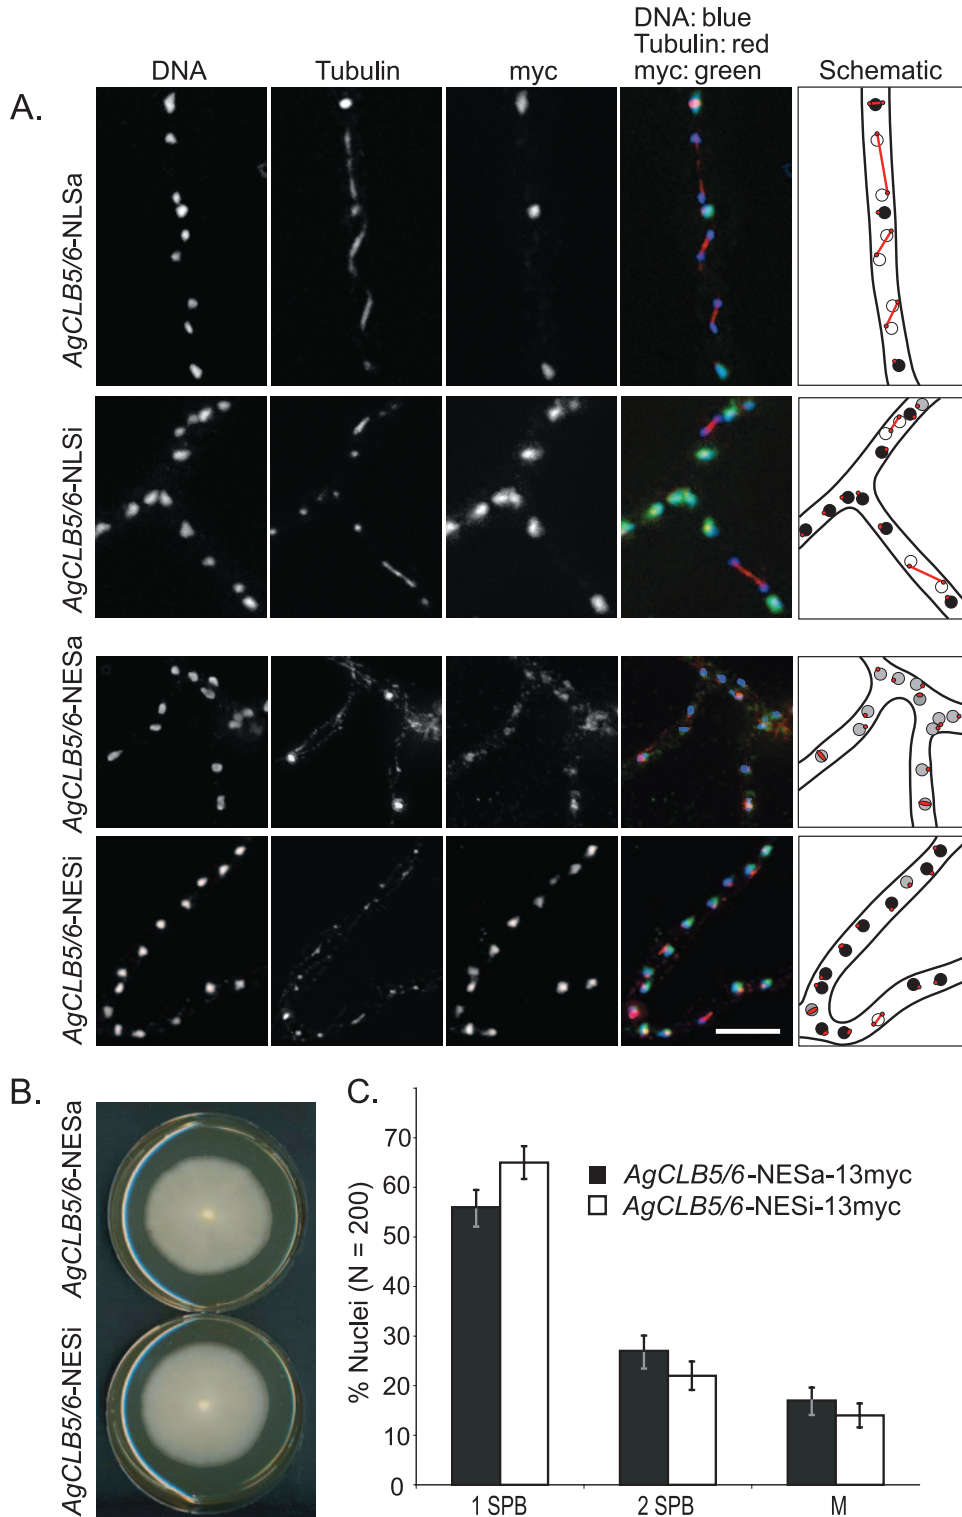 DNA: blue
Tubulin: red
myc: green
DNA
Tubulin
myc
Schematic
A.
AgCLB5/6-NLSa
AgCLB5/6-NLSi
AgCLB5/6-NESa
AgCLB5/6-NESi
B.
AgCLB5/6-NESa
AgCLB5/6-NESi
C.
% Nuclei (N = 200)
70
60
50
40
30
20
10
0
AgCLB5/6-NESa-13myc
AgCLB5/6-NESi-13myc
1 SPB
2 SPB
M